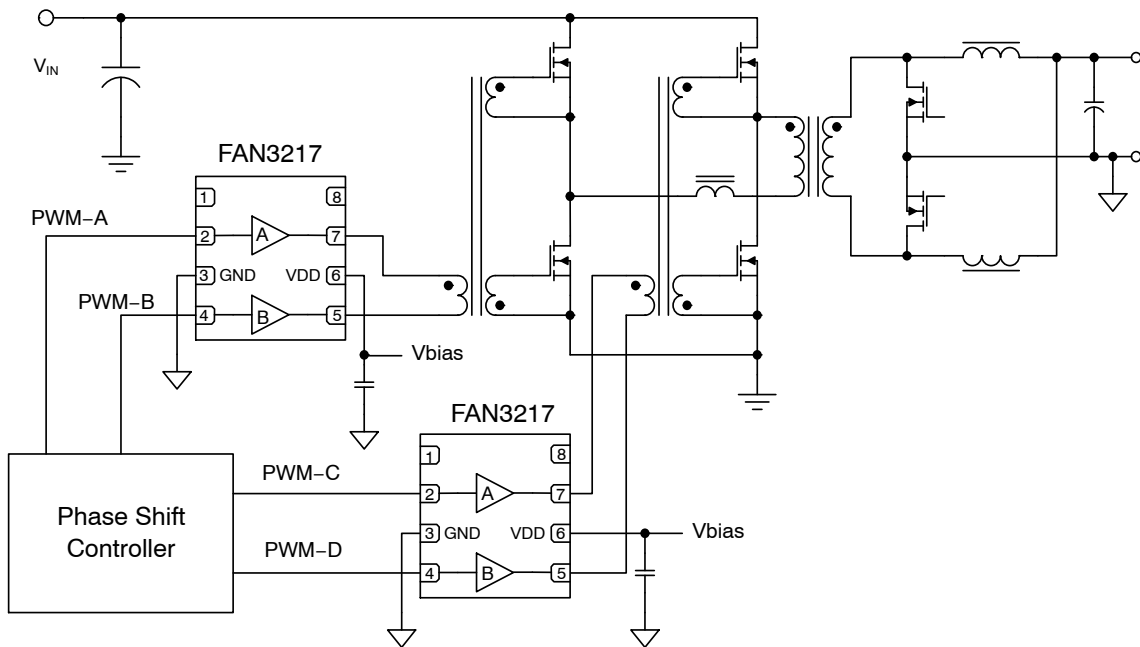 VIN
FAN3217
1
8
PWM–A
2
A
7
3
GND
VDD
6
PWM–B
4
B
5
Vbias
FAN3217
1
8
PWM–C
2
A
7
3
GND
VDD
6
Vbias
PWM–D
4
B
5
Phase Shift
Controller